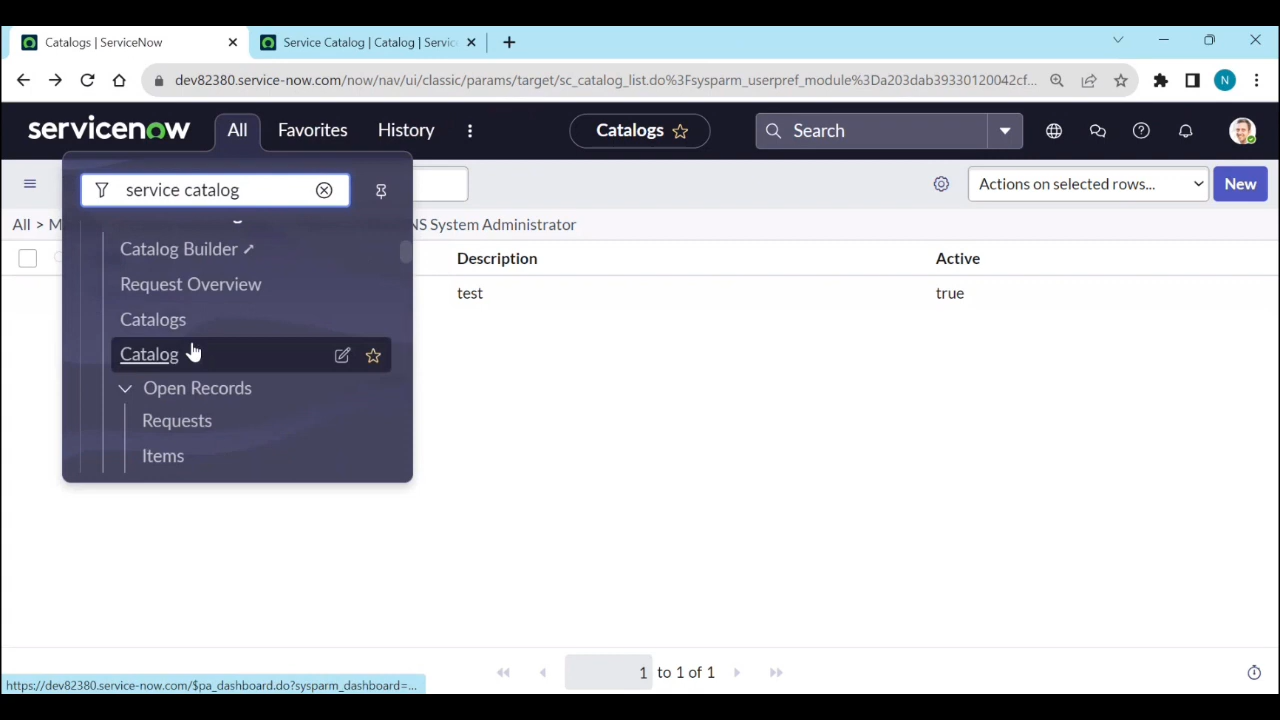 Catalogs | ServiceNow
Service Catalog | Catalog | Servic
dev82380.service-now.com/now/nav/ui/classic/params/target/sc_catalog_list.do%3Fsysparm_userpref_module%3Da203dab39330120042cf...
N
servicenow
All
Favorites
History
Catalogs
Search
service catalog
Actions on selected rows...
New
All > M
NS System Administrator
Catalog Builder
Request Overview
Catalogs
Catalog
Open Records
Requests
Items
Description
Active
test
true
1 to 1 of 1
https://dev82380.service-now.com/$pa_dashboard.do?sysparm_dashboard=...